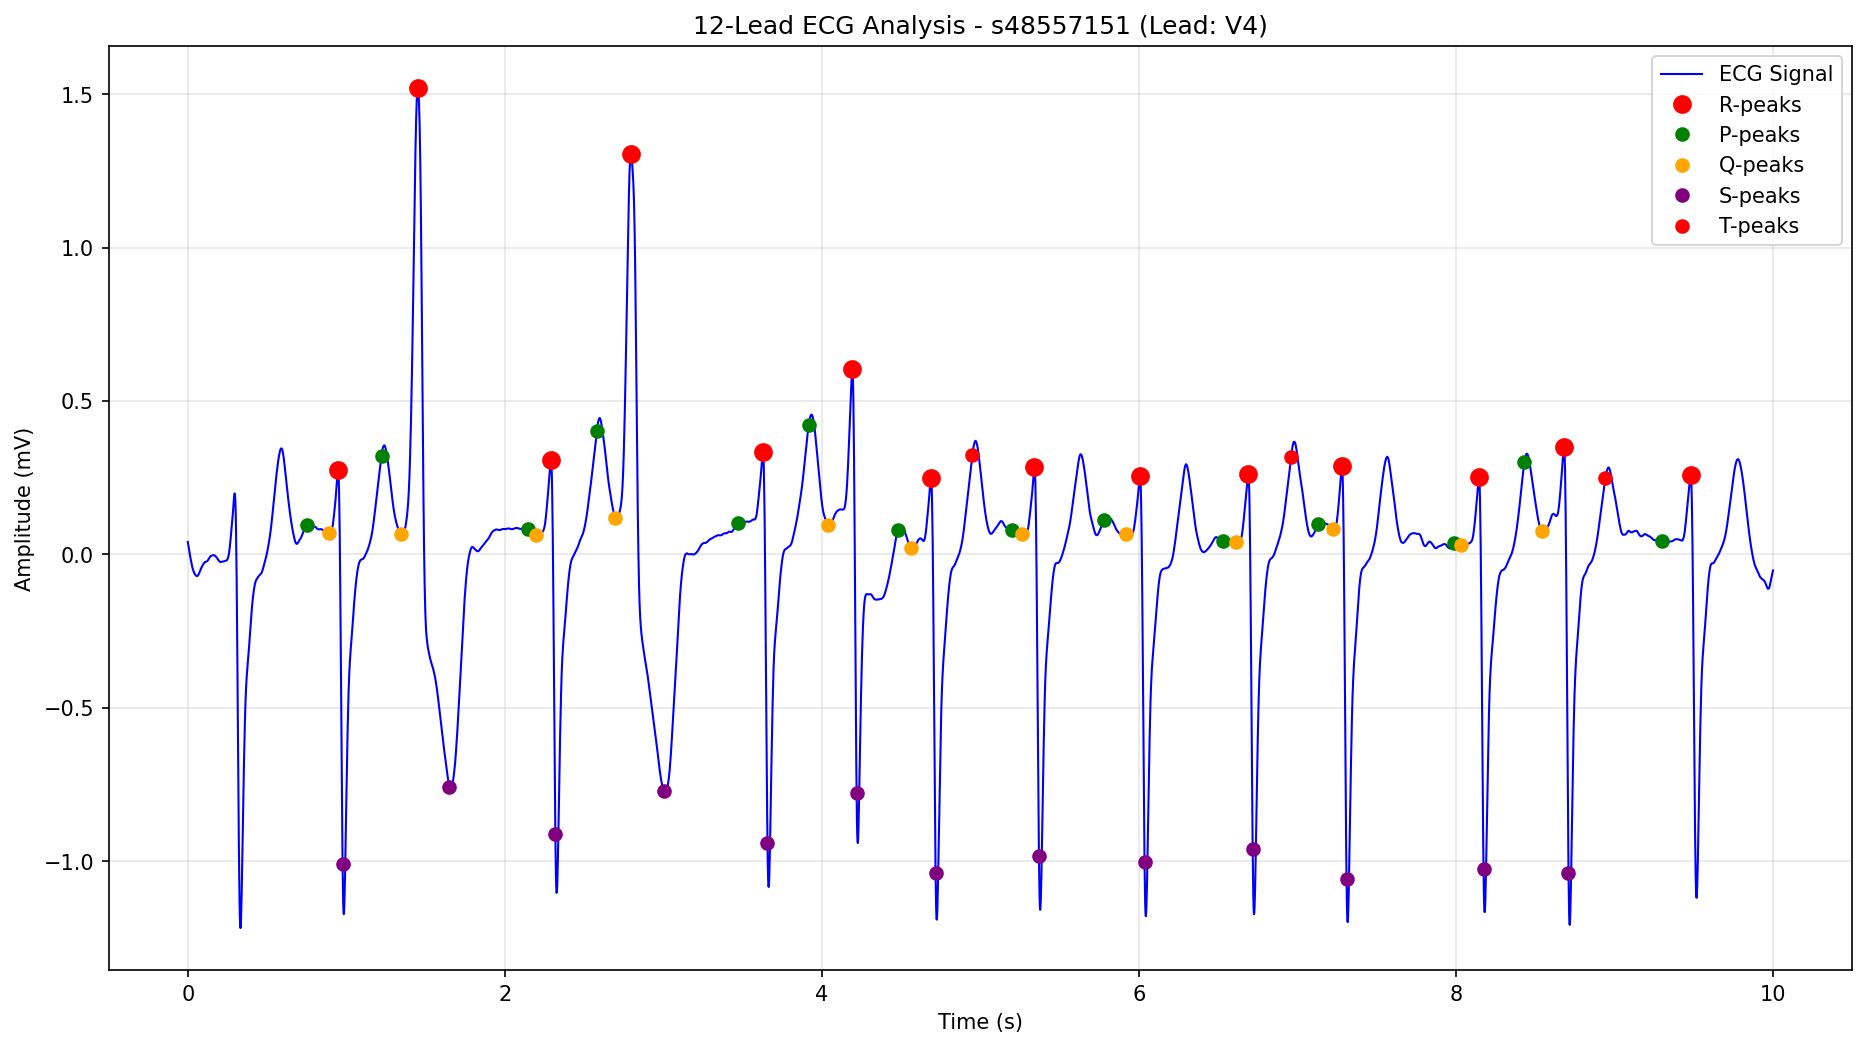 12-Lead ECG Analysis - s48557151 (Lead: V4)
ECG Signal
R-peaks
P-peaks
Q-peaks
S-peaks
T-peaks
1.5
1.0
0.5
0.0
−0.5
−1.0
Amplitude (mV)
0 2 4 6 8 10
Time (s)